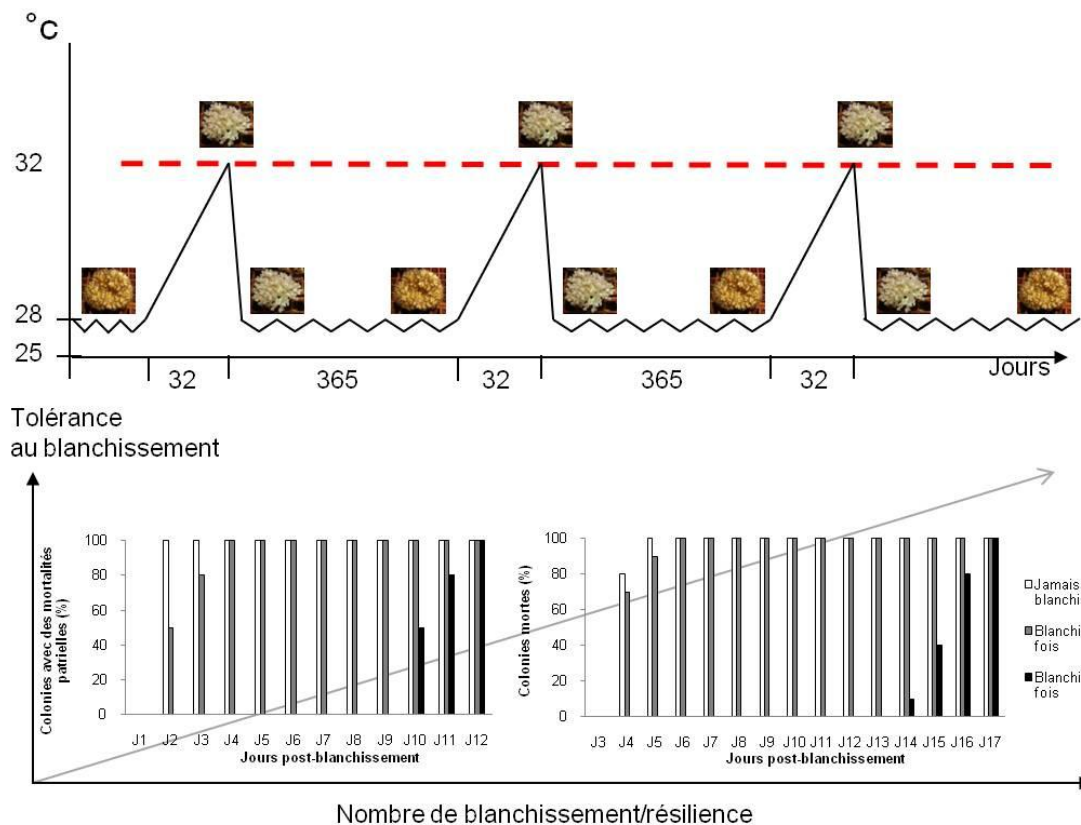 °C
32
28
25
32
365
32
365
32
Jours
Tolérance
au blanchissement
Colonies avec des mortalités
patrielles (%)
100
80
60
40
20
0
J1 J2 J3 J4 J5 J6 J7 J8 J9 J10 J11 J12
Jours post-blanchissement
Colonies mortes (%)
100
80
60
40
20
0
J3 J4 J5 J6 J7 J8 J9 J10 J11 J12 J13 J14 J15 J16 J17
Jours post-blanchissement
Jamais
blanchi
Blanchi
fois
Blanchi
fois
Nombre de blanchissement/résilience